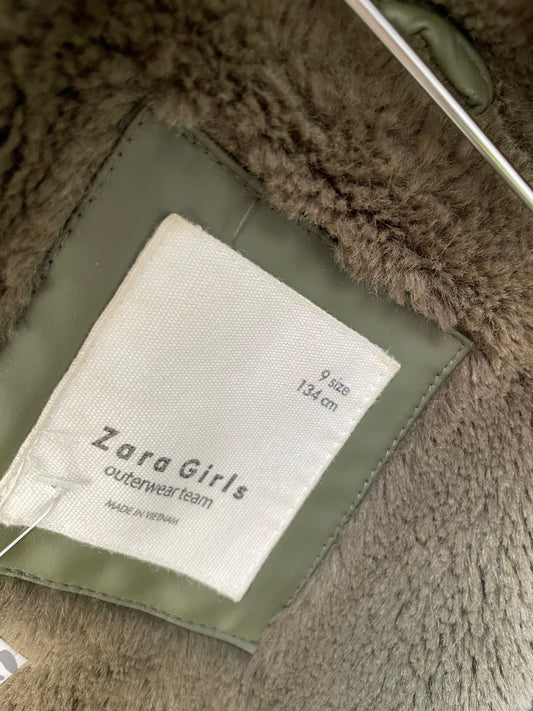 9 size
134 cm
Zara Girls
outerwear team
MADE IN VIETNAM